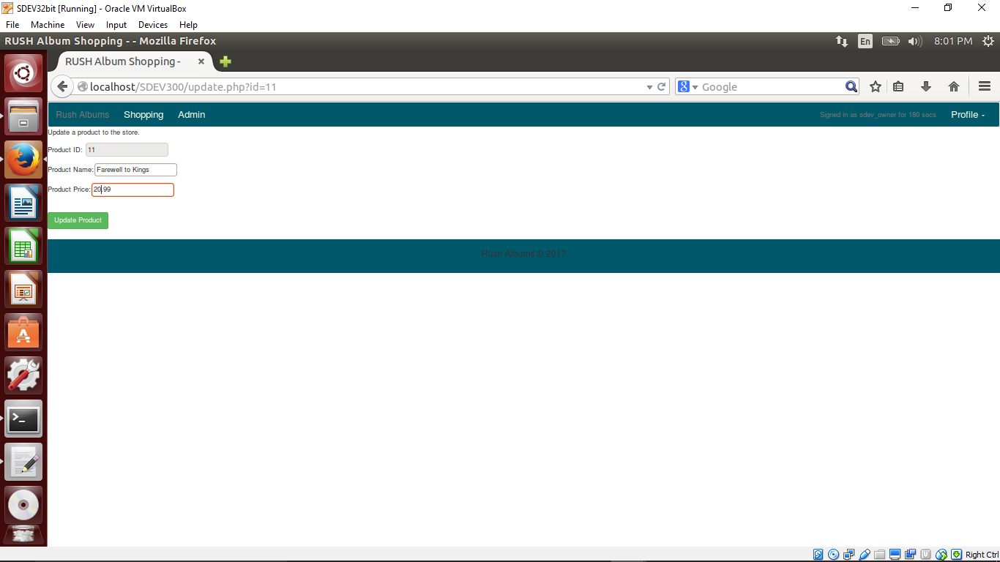 SDEV32bit [Running] - Oracle VM VirtualBox
File Machine View Input Devices Help
RUSH Album Shopping - - Mozilla Firefox
En
8:01 PM
RUSH Album Shopping -
localhost/SDEV300/update.php?id=11
Google
Rush Albums Shopping Admin
Signed in as sdev_owner for 180 secs
Profile
Update a product to the store.
Product ID: 11
Product Name: Farewell to Kings
Product Price: 20.99
Update Product
Rush Albums © 2017
Right Ctrl